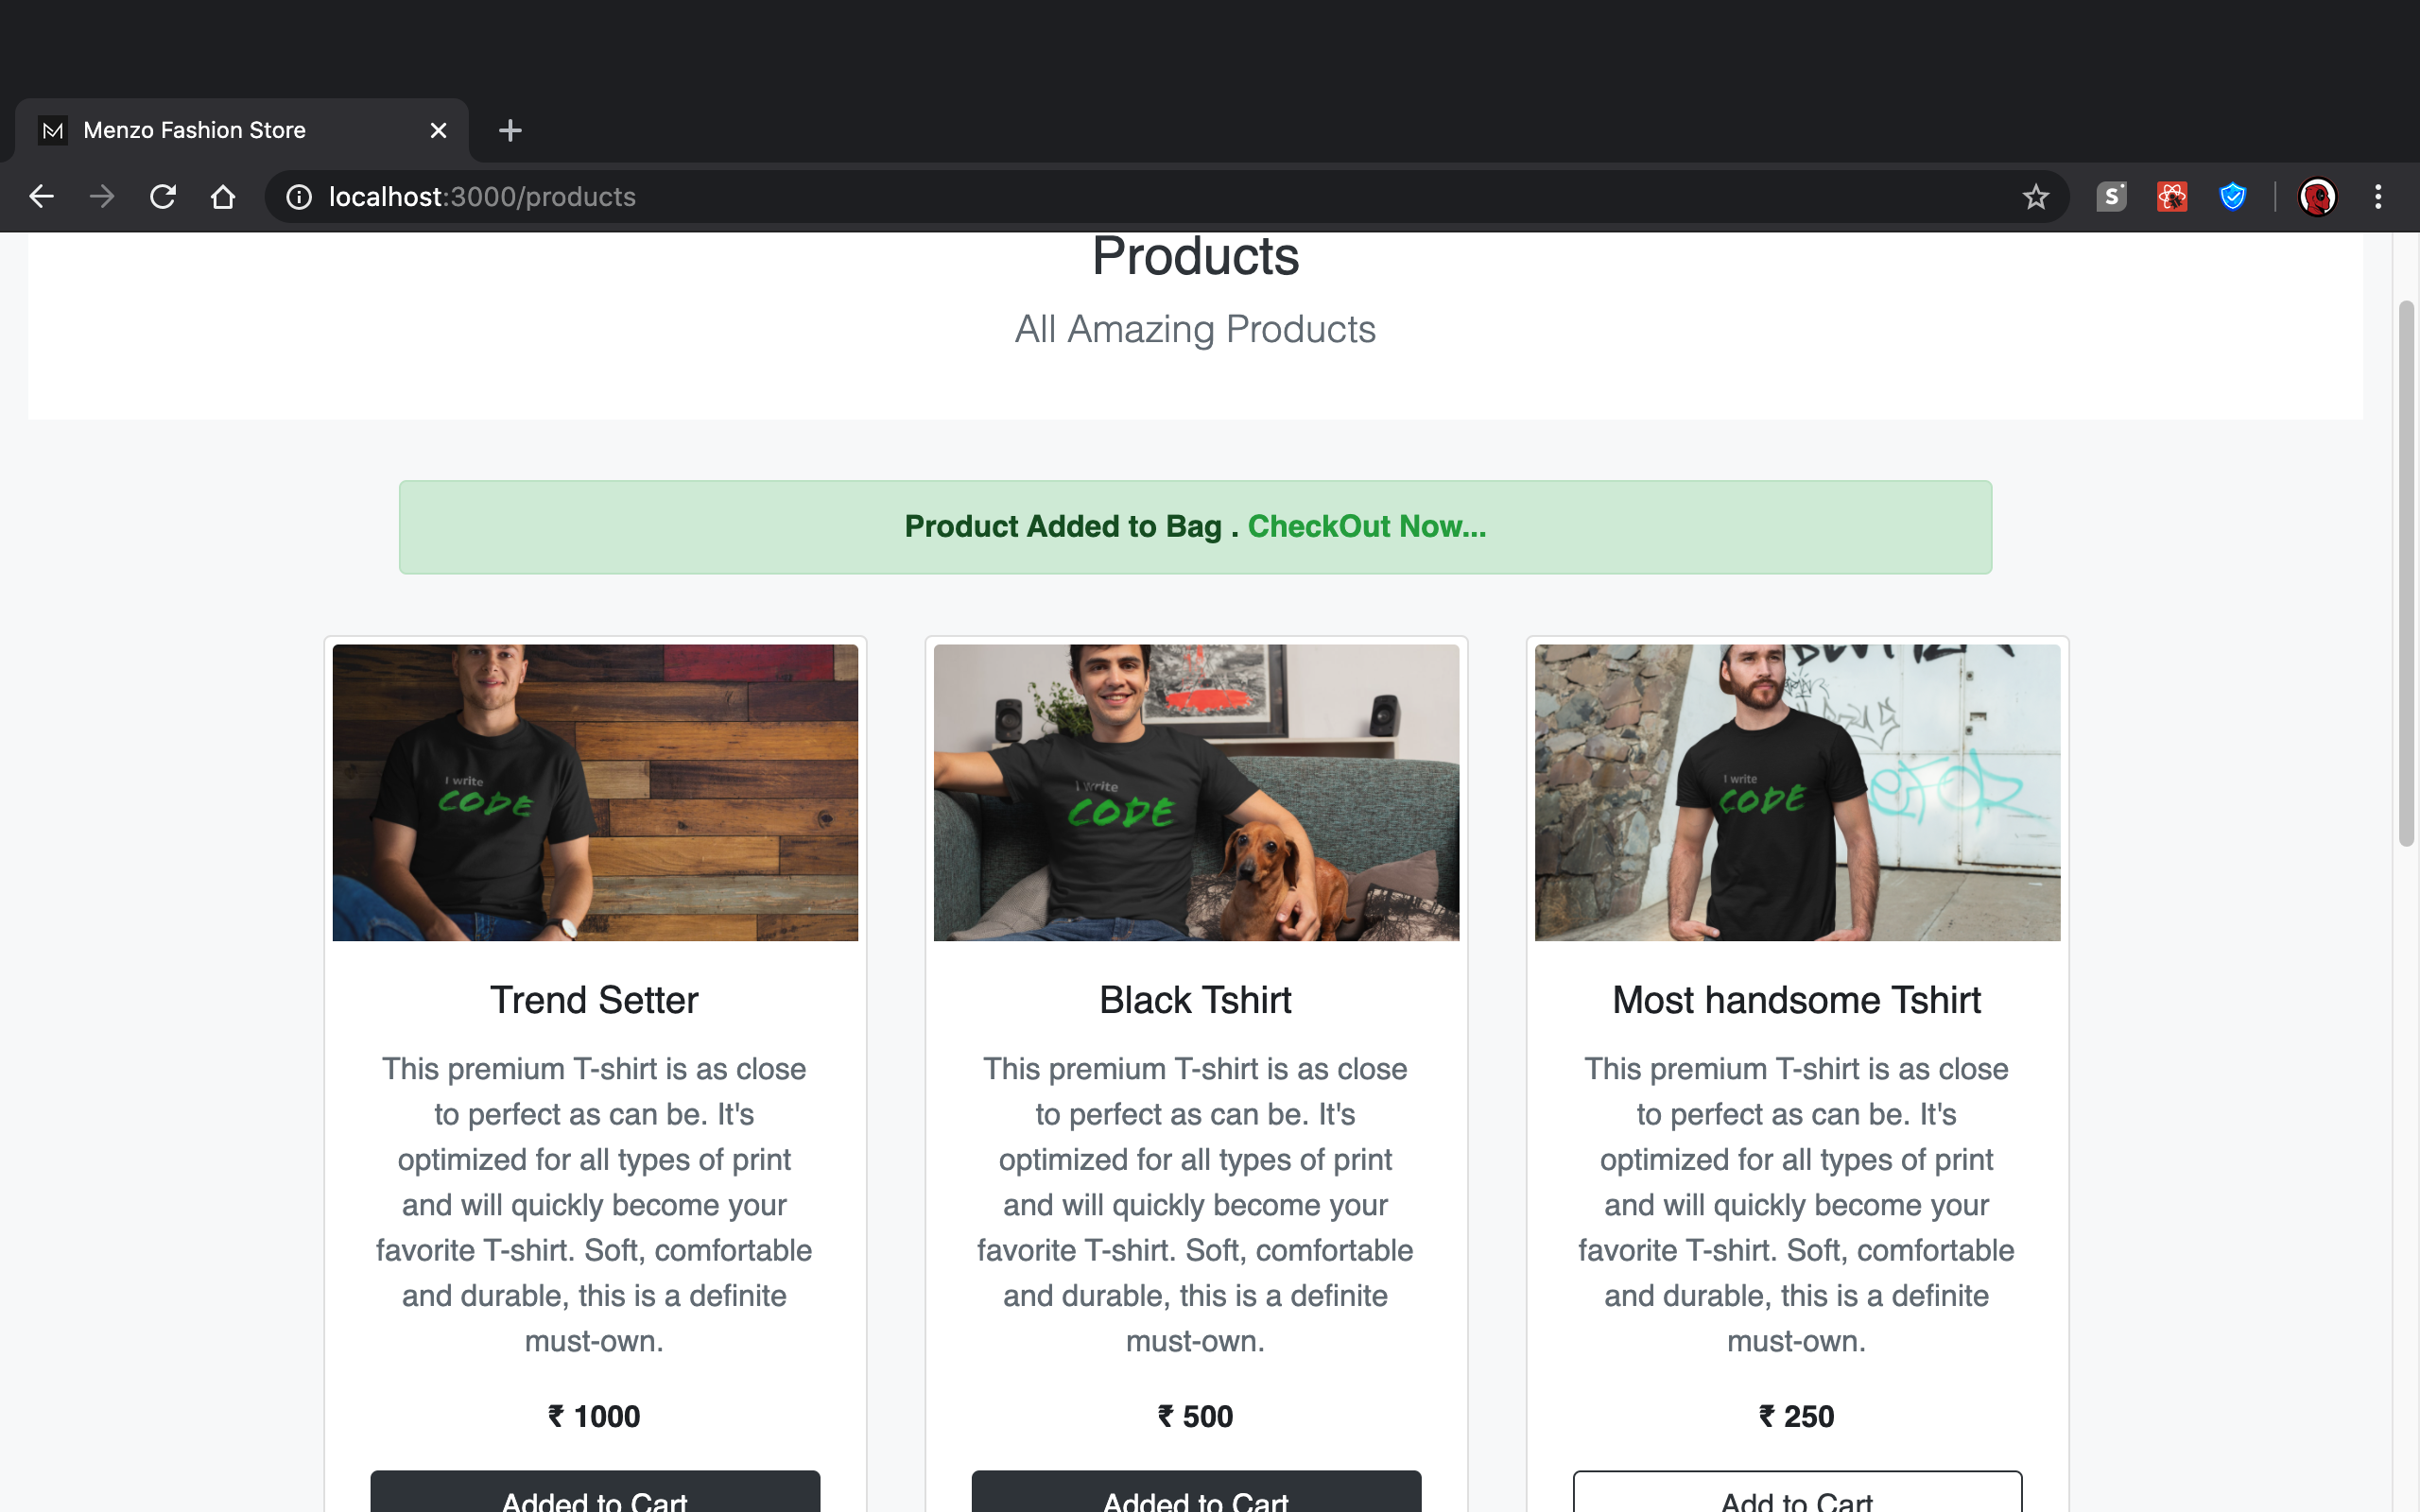 Menzo Fashion Store
localhost:3000/products
Products
All Amazing Products
Product Added to Bag . CheckOut Now...
I write
CODE
I write
CODE
I write
CODE
Trend Setter
This premium T-shirt is as close
to perfect as can be. It's
optimized for all types of print
and will quickly become your
favorite T-shirt. Soft, comfortable
and durable, this is a definite
must-own.
₹ 1000
Added to Cart
Black Tshirt
This premium T-shirt is as close
to perfect as can be. It's
optimized for all types of print
and will quickly become your
favorite T-shirt. Soft, comfortable
and durable, this is a definite
must-own.
₹ 500
Added to Cart
Most handsome Tshirt
This premium T-shirt is as close
to perfect as can be. It's
optimized for all types of print
and will quickly become your
favorite T-shirt. Soft, comfortable
and durable, this is a definite
must-own.
₹ 250
Add to Cart